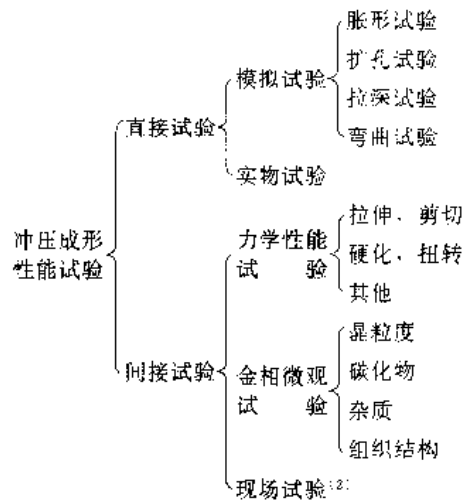 胀形试验
扩孔试验
模拟试验
拉深试验
直接试验
弯曲试验
实物试验
冲压成形
性能试验
力学性能
试验
拉伸、剪切
硬化、扭转
其他
间接试验
金相微观
试验
晶粒度
碳化物
杂质
组织结构
现场试验[2]